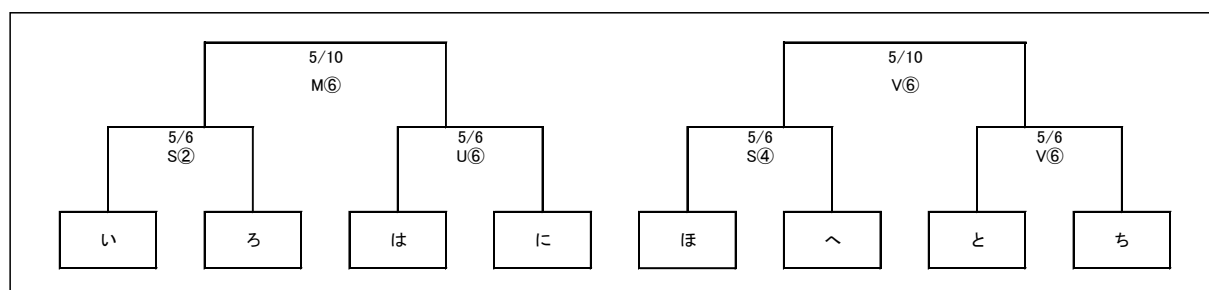 5/10 5/10
M⑥ V⑥
5/6 5/6 5/6 5/6
S② U⑥ S④ V⑥
い ろ は に ほ へ と ち